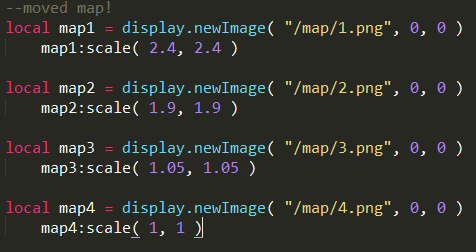 --moved map!
local map1 = display.newImage( "/map/1.png", 0, 0 )
map1:scale( 2.4, 2.4 )
local map2 = display.newImage( "/map/2.png", 0, 0 )
map2:scale( 1.9, 1.9 )
local map3 = display.newImage( "/map/3.png", 0, 0 )
map3:scale( 1.05, 1.05 )
local map4 = display.newImage( "/map/4.png", 0, 0 )
map4:scale( 1, 1 )